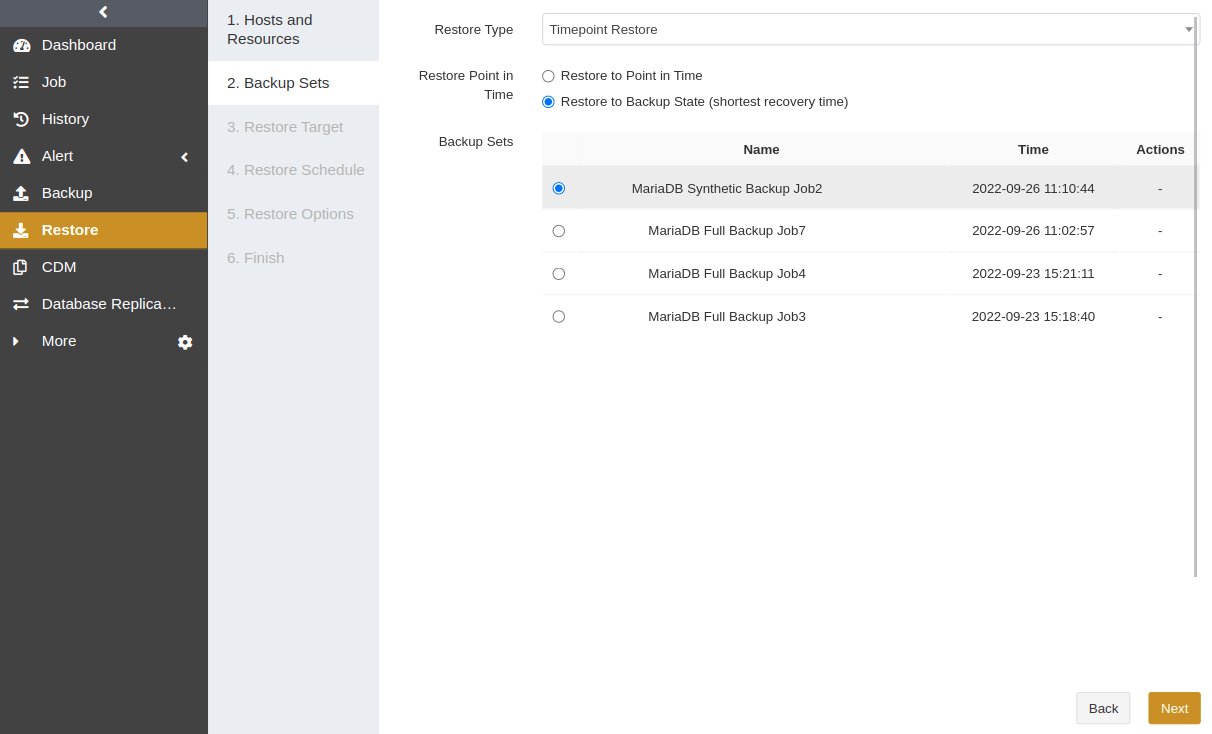 Dashboard
Job
History
Alert
Backup
Restore
CDM
Database Replica…
More
1. Hosts and
Resources
2. Backup Sets
3. Restore Target
4. Restore Schedule
5. Restore Options
6. Finish
Restore Type
Timepoint Restore
Restore Point in
Time
Restore to Point in Time
Restore to Backup State (shortest recovery time)
Backup Sets
Name Time Actions
MariaDB Synthetic Backup Job2 2022-09-26 11:10:44 -
MariaDB Full Backup Job7 2022-09-26 11:02:57 -
MariaDB Full Backup Job4 2022-09-23 15:21:11 -
MariaDB Full Backup Job3 2022-09-23 15:18:40 -
Back Next